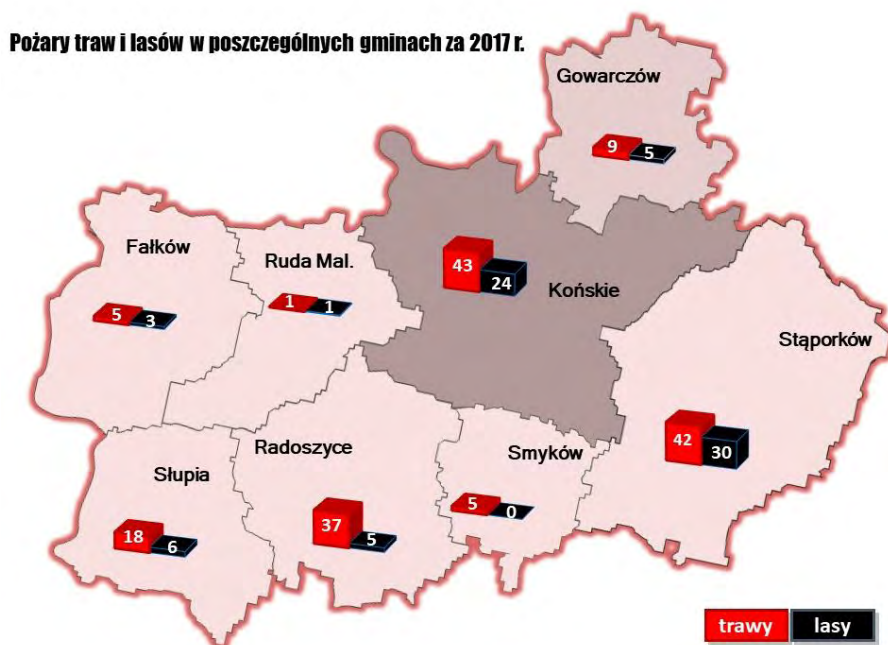 Pożary traw i lasów w poszczególnych gminach za 2017 r.
Gowarczów
9 5
Fałków
5 3
Ruda Mal.
1 1
43 24
Końskie
Stąporków
42 30
Słupia
18 6
Radoszyce
37 5
Smyków
5 0
trawy lasy